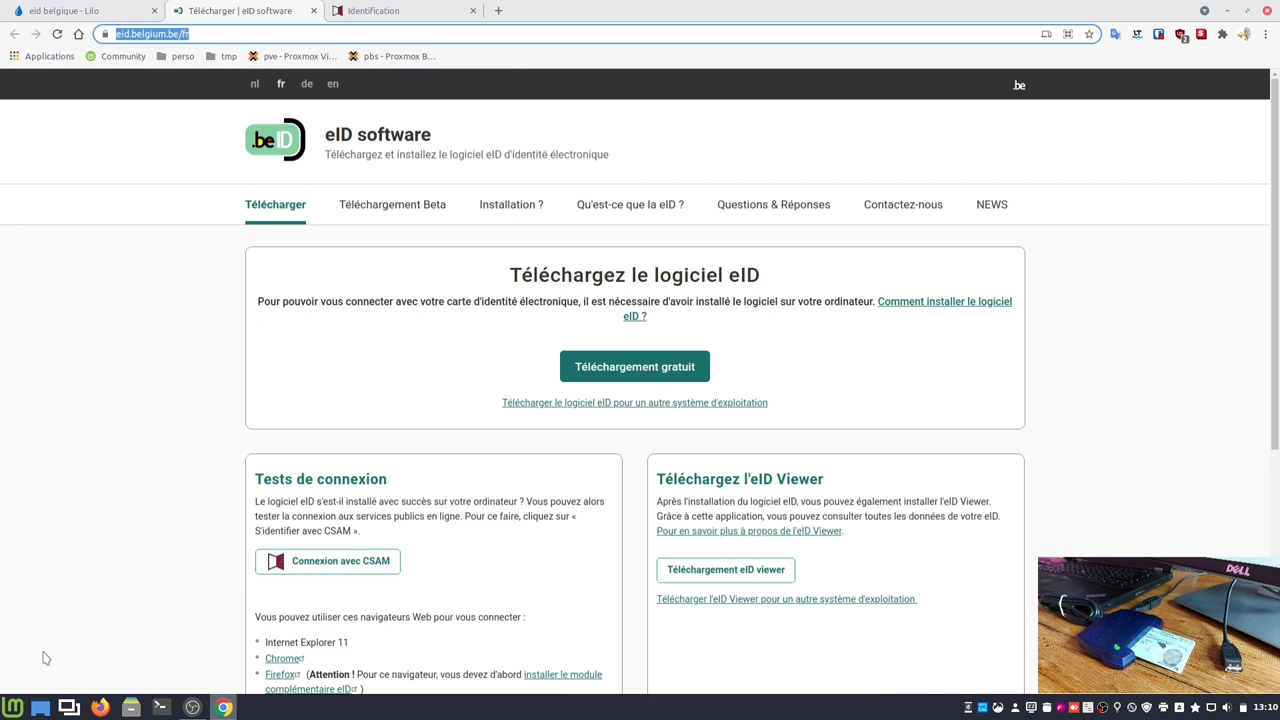 eid belgique - Lilo
Télécharger | eID software
Identification
eid.belgium.be/fr
Applications
Community
perso
tmp
pve - Proxmox Vi...
pbs - Proxmox B...
nl fr de en
.be
.beID
eID software
Téléchargez et installez le logiciel eID d'identité électronique
Télécharger
Téléchargement Beta
Installation ?
Qu'est-ce que la eID ?
Questions & Réponses
Contactez-nous
NEWS
Téléchargez le logiciel eID
Pour pouvoir vous connecter avec votre carte d'identité électronique, il est nécessaire d'avoir installé le logiciel sur votre ordinateur. Comment installer le logiciel
eID ?
Téléchargement gratuit
Télécharger le logiciel eID pour un autre système d'exploitation
Tests de connexion
Le logiciel eID s'est-il installé avec succès sur votre ordinateur ? Vous pouvez alors
tester la connexion aux services publics en ligne. Pour ce faire, cliquez sur «
S'identifier avec CSAM ».
Connexion avec CSAM
Vous pouvez utiliser ces navigateurs Web pour vous connecter :
* Internet Explorer 11
* Chrome
* Firefox (Attention ! Pour ce navigateur, vous devez d'abord installer le module
complémentaire eID )
Téléchargez l'eID Viewer
Après l'installation du logiciel eID, vous pouvez également installer l'eID Viewer.
Grâce à cette application, vous pouvez consulter toutes les données de votre eID.
Pour en savoir plus à propos de l'eID Viewer.
Téléchargement eID viewer
Télécharger l'eID Viewer pour un autre système d'exploitation
DELL
13:10